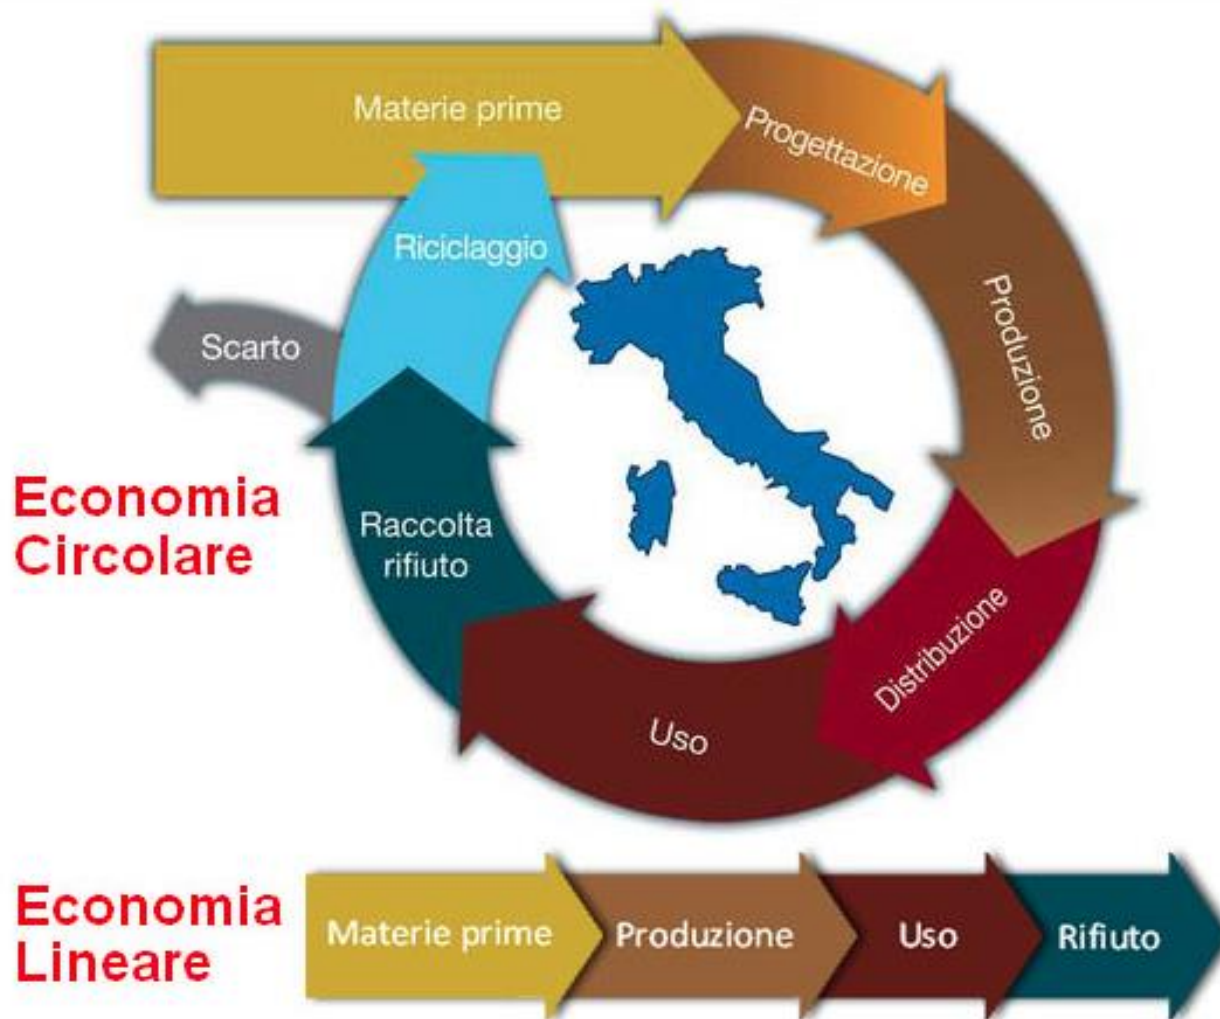 Materie prime
Progettazione
Produzione
Distribuzione
Uso
Raccolta
rifiuto
Riciclaggio
Scarto
Economia
Circolare
Economia
Lineare
Materie prime
Produzione
Uso
Rifiuto